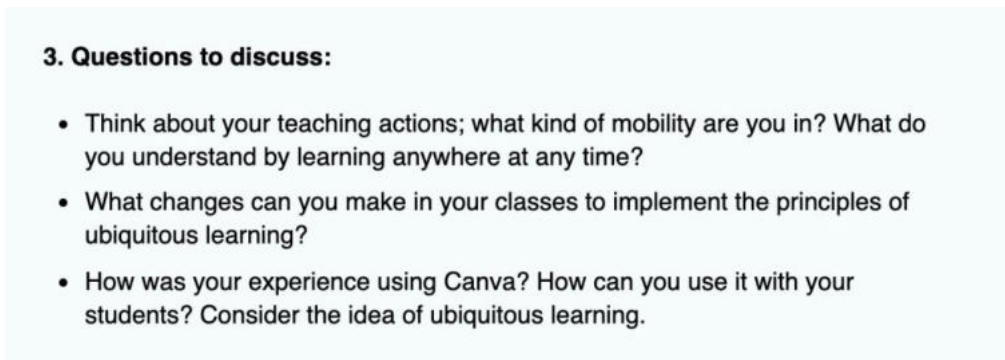 3. Questions to discuss:
• Think about your teaching actions; what kind of mobility are you in? What do
you understand by learning anywhere at any time?
• What changes can you make in your classes to implement the principles of
ubiquitous learning?
• How was your experience using Canva? How can you use it with your
students? Consider the idea of ubiquitous learning.